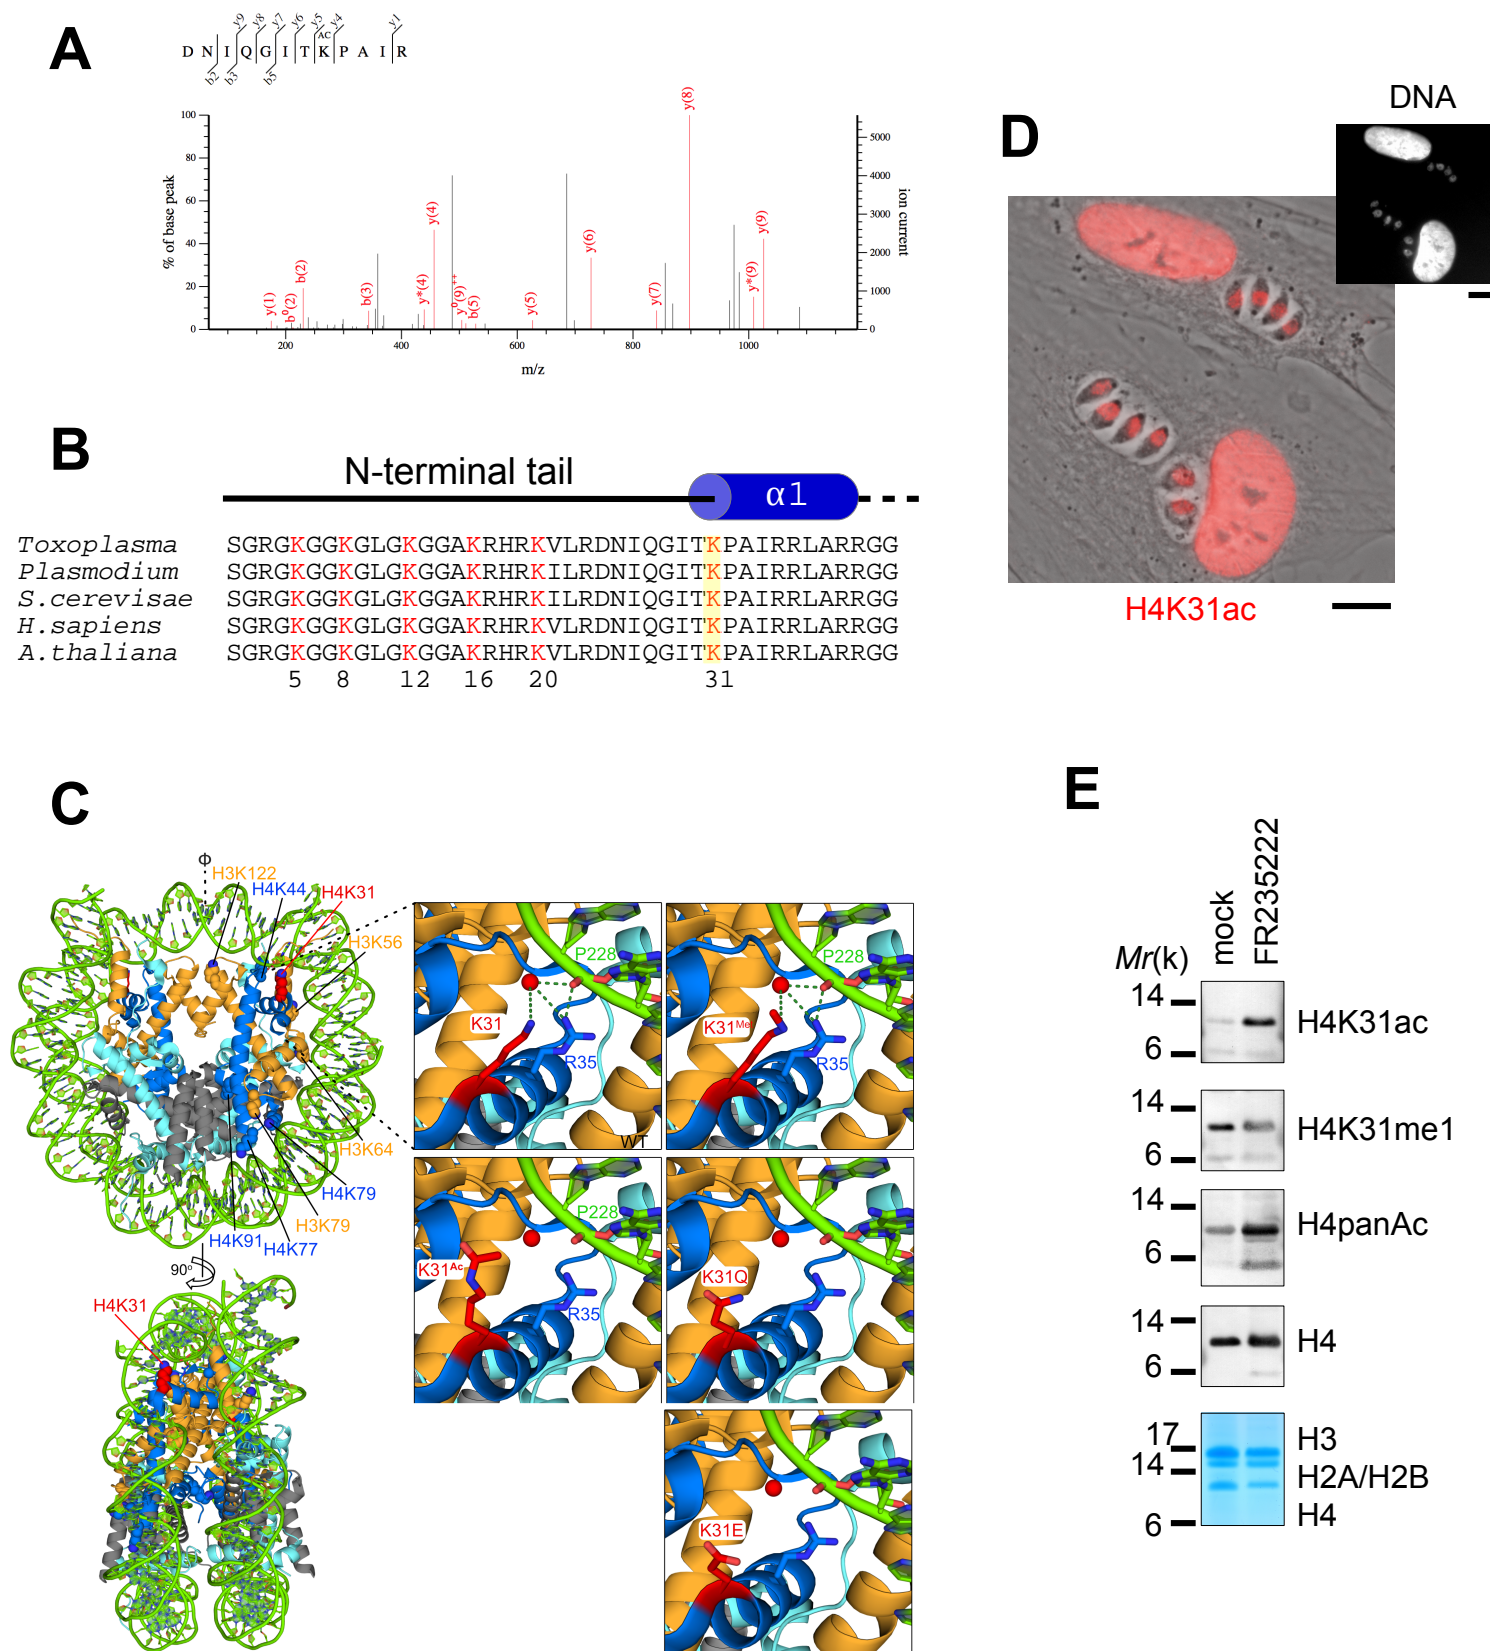 A
y9 y8 y7 y6 y5 y4 y1
AC
D N I Q G I T K P A I R
b2 b3 b5
% of base peak
100
80
60
40
20
0
200 400 600 800 1000
m/z
ion current
5000
4000
3000
2000
1000
0
y(1)
b⁰(2)
b(2)
b(3)
y*(4)
y(4)
y⁰(9)⁺⁺
b(5)
y(5)
y(6)
y(7)
y(8)
y*(9)
y(9)
B
N-terminal tail
α1
Toxoplasma SGRGKGGKGLGKGGAKRHRKVLRDNIQGITKPAIRRLARRGG
Plasmodium SGRGKGGKGLGKGGAKRHRKILRDNIQGITKPAIRRLARRGG
S.cerevisae SGRGKGGKGLGKGGAKRHRKILRDNIQGITKPAIRRLARRGG
H.sapiens SGRGKGGKGLGKGGAKRHRKVLRDNIQGITKPAIRRLARRGG
A.thaliana SGRGKGGKGLGKGGAKRHRKVLRDNIQGITKPAIRRLARRGG
5 8 12 16 20 31
C
Φ
H3K122
H4K44
H4K31
H3K56
H3K64
H4K79
H3K79
H4K77
H4K91
90°
H4K31
P228
K31
R35
WT
P228
K31Me
R35
P228
K31Ac
R35
K31Q
K31E
D
DNA
H4K31ac
E
mock
FR235222
Mr(k)
14
6
H4K31ac
14
6
H4K31me1
14
6
H4panAc
14
6
H4
17
14
6
H3
H2A/H2B
H4